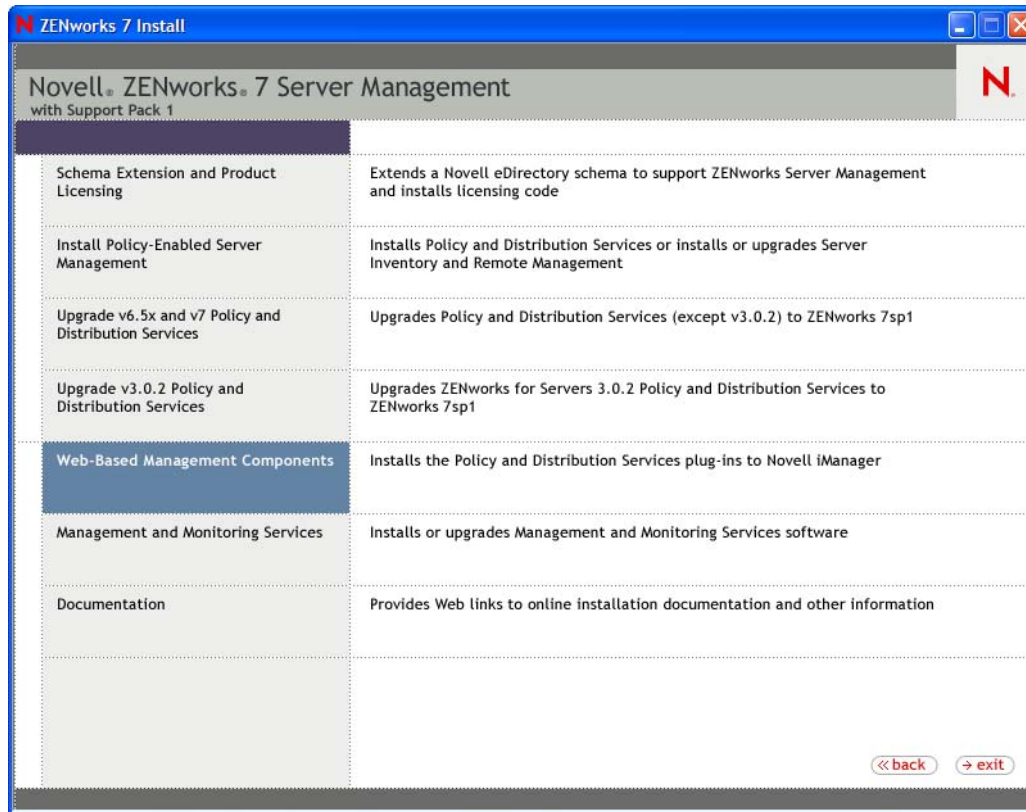 N ZENworks 7 Install
Novell® ZENworks® 7 Server Management
with Support Pack 1
N®
Schema Extension and Product
Licensing
Extends a Novell eDirectory schema to support ZENworks Server Management
and installs licensing code
Install Policy-Enabled Server
Management
Installs Policy and Distribution Services or installs or upgrades Server
Inventory and Remote Management
Upgrade v6.5x and v7 Policy and
Distribution Services
Upgrades Policy and Distribution Services (except v3.0.2) to ZENworks 7sp1
Upgrade v3.0.2 Policy and
Distribution Services
Upgrades ZENworks for Servers 3.0.2 Policy and Distribution Services to
ZENworks 7sp1
Web-Based Management Components
Installs the Policy and Distribution Services plug-ins to Novell iManager
Management and Monitoring Services
Installs or upgrades Management and Monitoring Services software
Documentation
Provides Web links to online installation documentation and other information
« back
→ exit